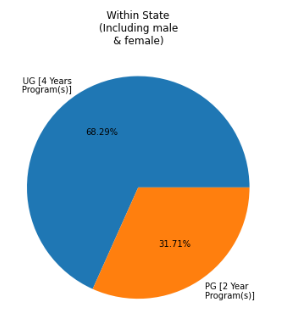 Within State
(Including male
& female)
UG [4 Years
Program(s)]
68.29%
31.71%
PG [2 Year
Program(s)]